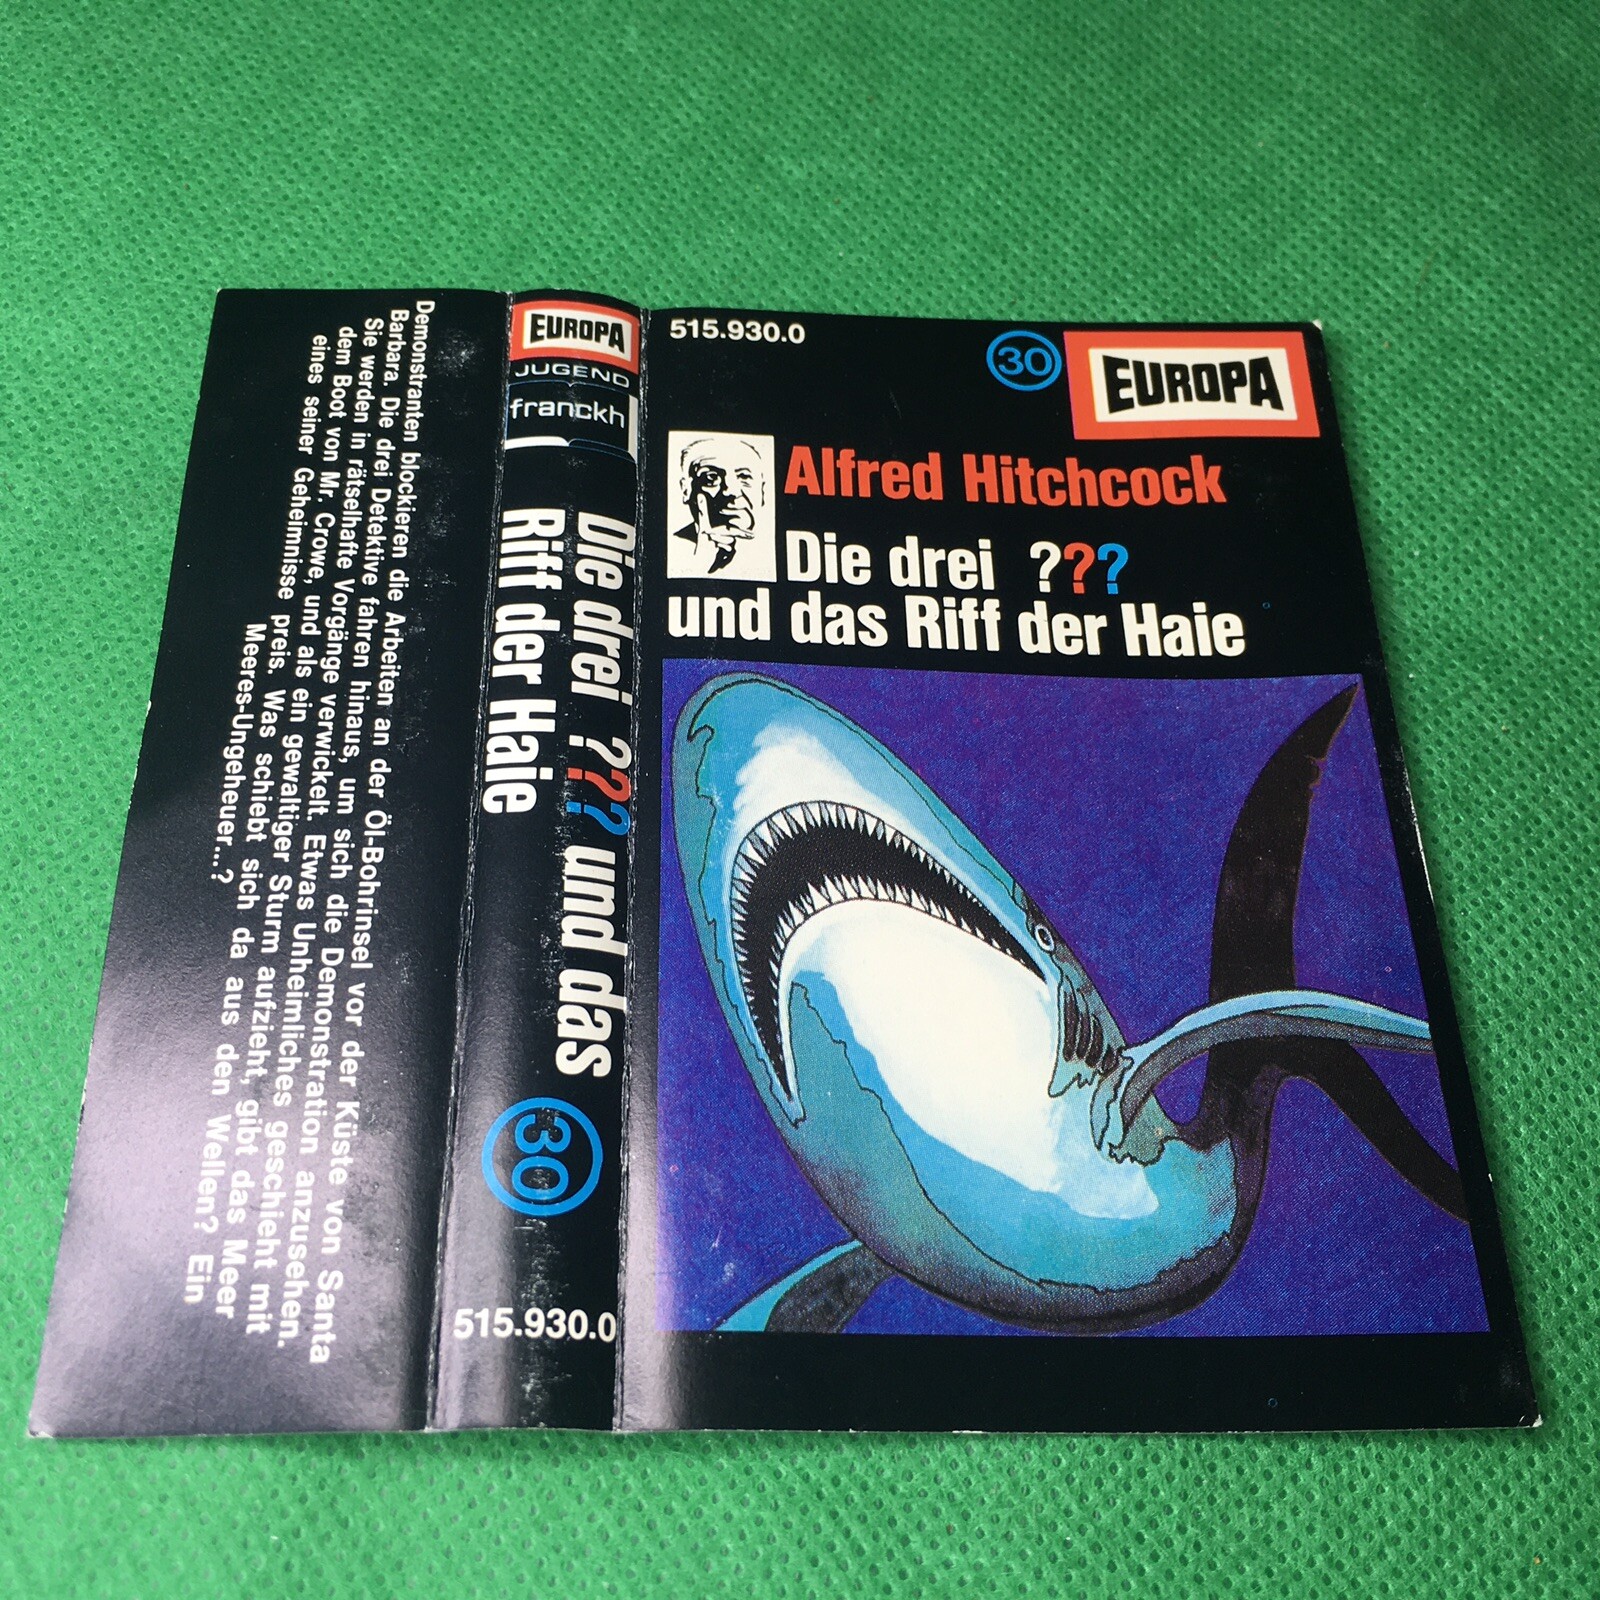 Demonstranten blockieren die Arbeiten an der Öl-Bohrinsel vor der Küste von Santa
Barbara. Die drei Detektive fahren hinaus, um sich die Demonstration anzusehen.
Sie werden in rätselhafte Vorgänge verwickelt. Etwas Unheimliches geschieht mit
dem Boot von Mr. Crowe, und als ein gewaltiger Sturm aufzieht, gibt das Meer
eines seiner Geheimnisse preis. Was schiebt sich da aus den Wellen? Ein
Meeres-Ungeheuer...?
EUROPA
JUGEND
franckh
Die drei ??? und das
Riff der Haie
30
515.930.0
515.930.0
30
EUROPA
Alfred Hitchcock
Die drei ???
und das Riff der Haie